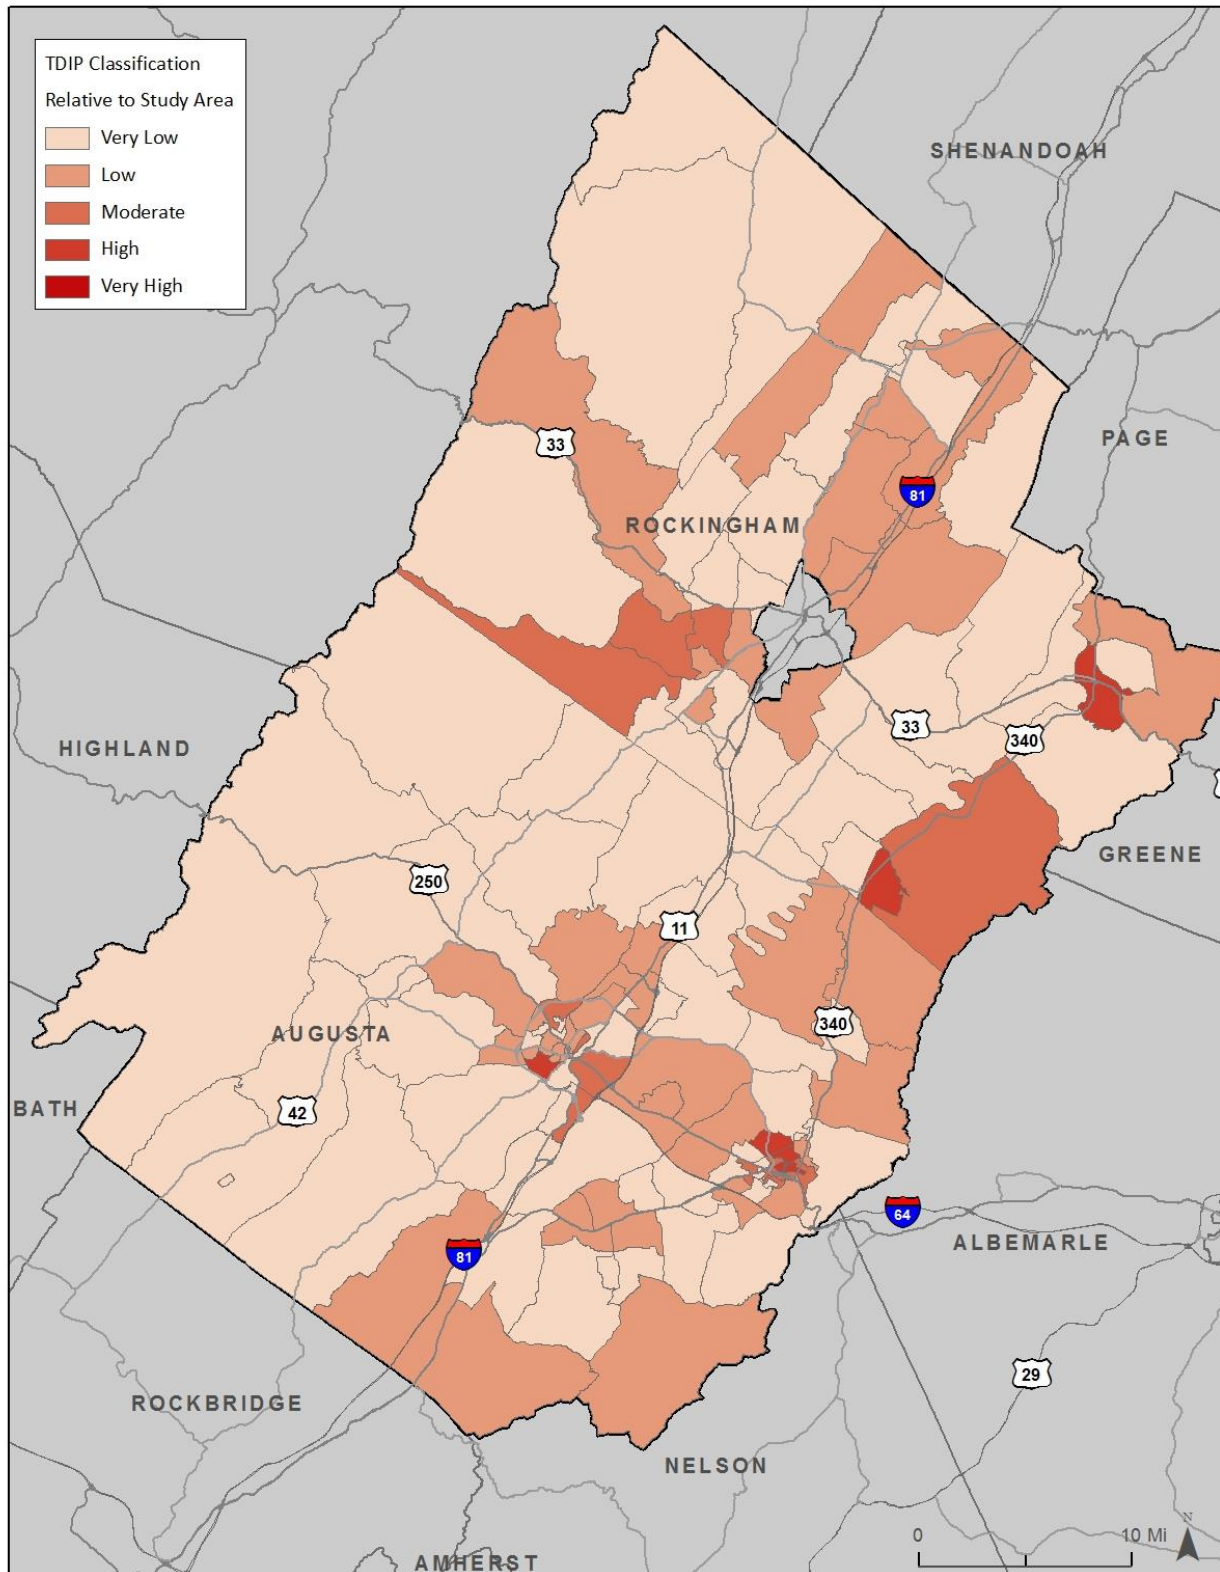 TDIP Classification
Relative to Study Area
Very Low
Low
Moderate
High
Very High
SHENANDOAH
33
PAGE
81
ROCKINGHAM
HIGHLAND
33
340
GREENE
250
11
340
AUGUSTA
BATH
42
64
81
ALBEMARLE
29
ROCKBRIDGE
NELSON
0 10 Mi
N
AMHERST